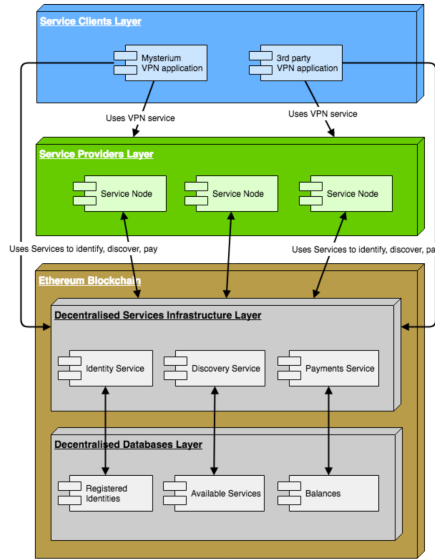 Service Clients Layer
Mysterium
VPN application
3rd party
VPN application
Uses VPN service
Uses VPN service
Service Providers Layer
Service Node
Service Node
Service Node
Uses Services to identify, discover, pay
Uses Services to identify, discover, pa
Ethereum Blockchain
Decentralised Services Infrastructure Layer
Identity Service
Discovery Service
Payments Service
Decentralised Databases Layer
Registered
Identities
Available Services
Balances